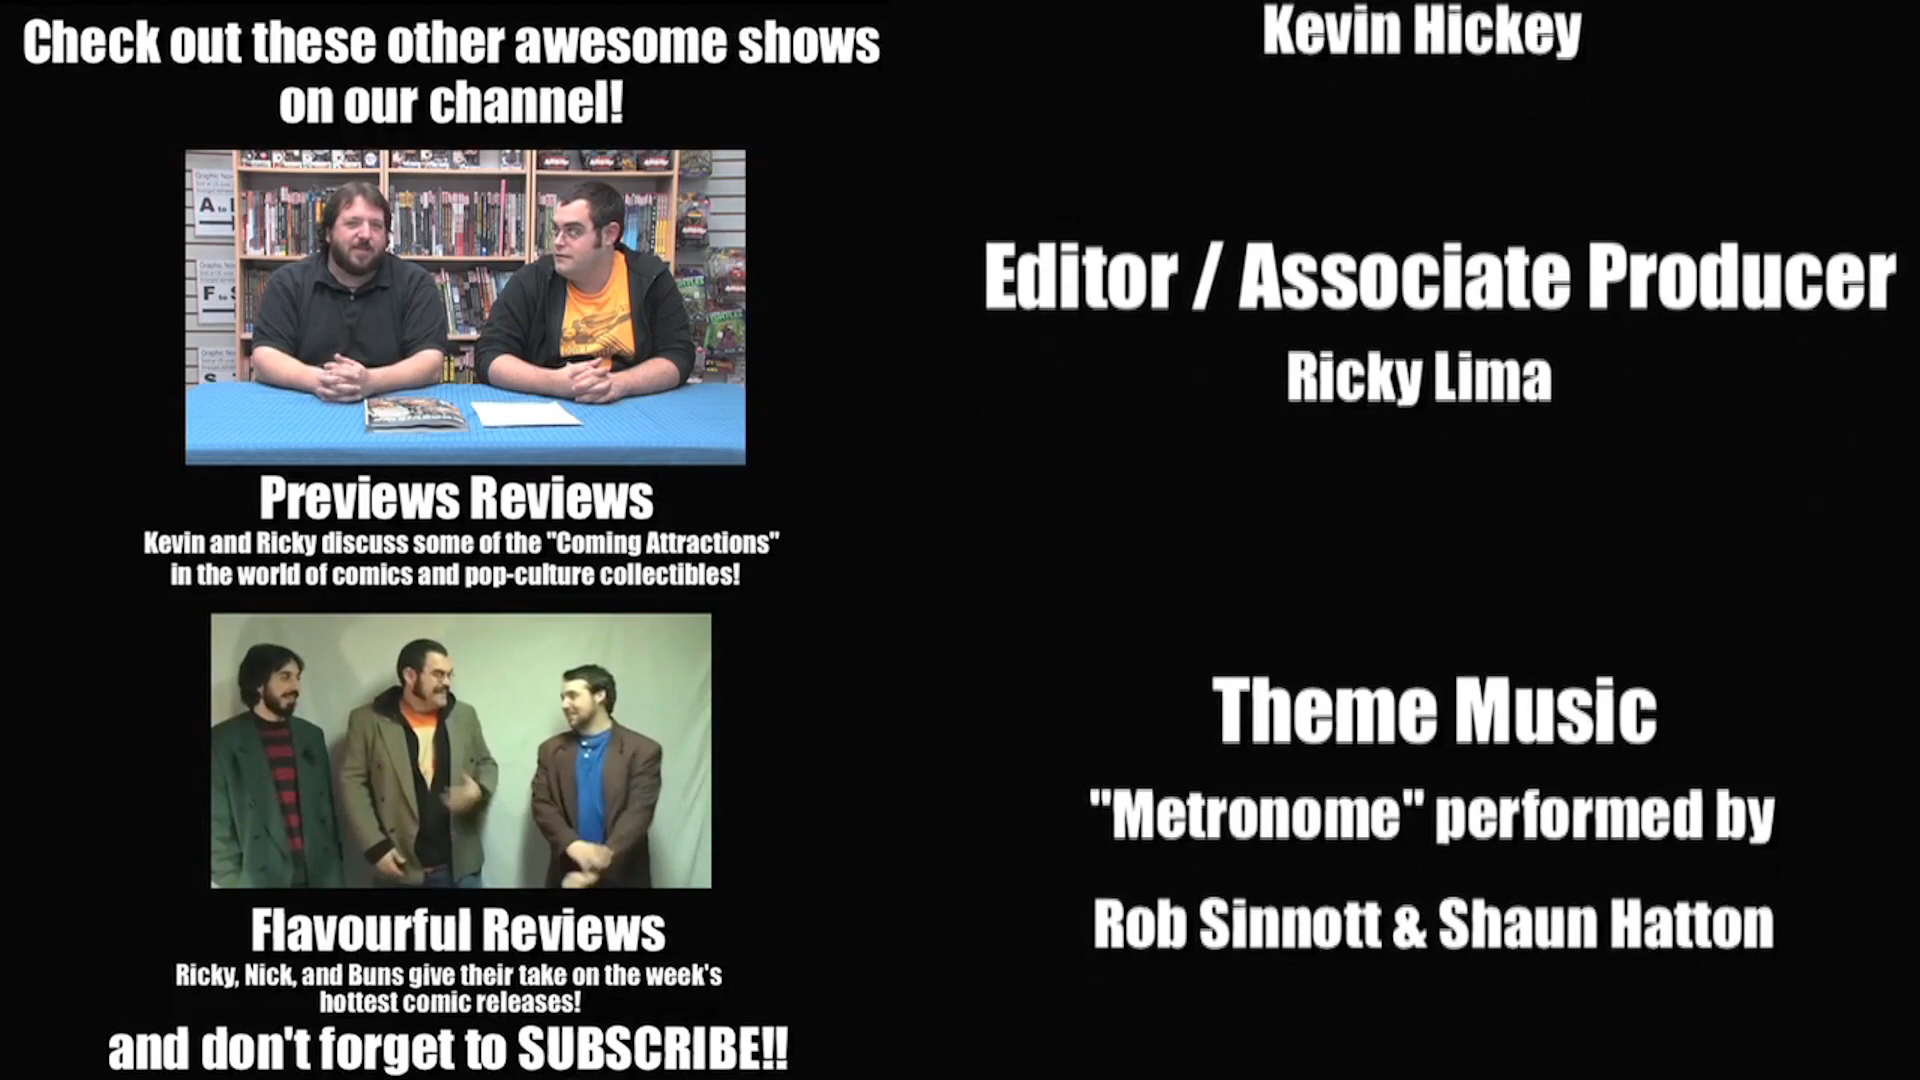 Check out these other awesome shows
on our channel!
A to
F to
Previews Reviews
Kevin and Ricky discuss some of the "Coming Attractions"
in the world of comics and pop-culture collectibles!
Flavourful Reviews
Ricky, Nick, and Buns give their take on the week's
hottest comic releases!
and don't forget to SUBSCRIBE!!
Kevin Hickey
Editor / Associate Producer
Ricky Lima
Theme Music
"Metronome" performed by
Rob Sinnott & Shaun Hatton